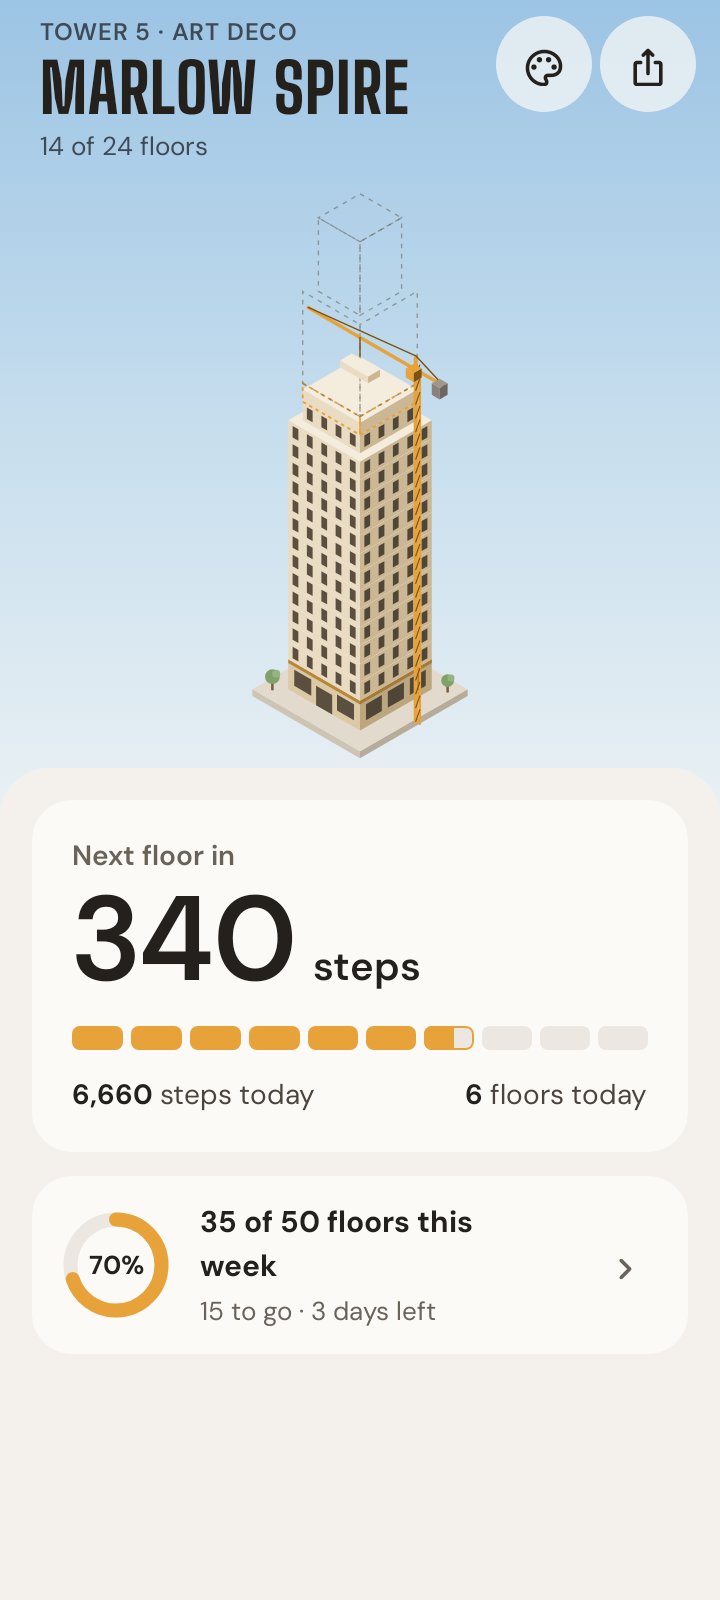 TOWER 5 · ART DECO
MARLOW SPIRE
14 of 24 floors
Next floor in
340 steps
6,660 steps today
6 floors today
70%
35 of 50 floors this
week
15 to go · 3 days left